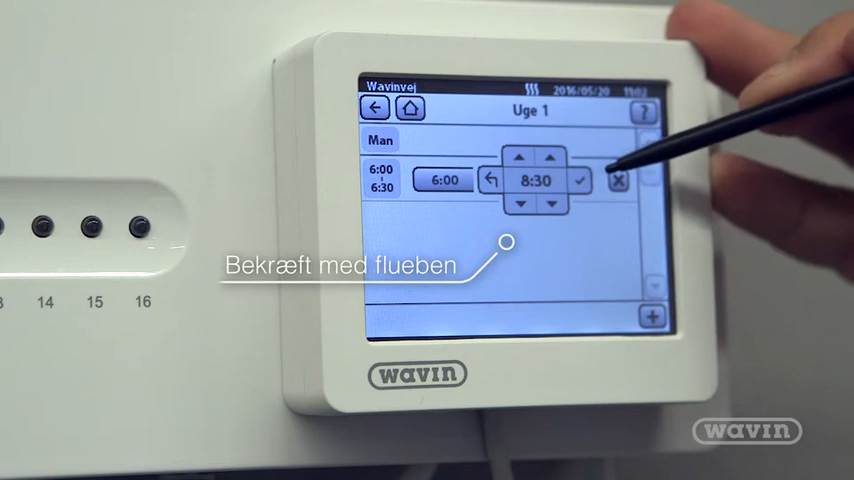 Wavinvej 2016/05/20 11:02
Uge 1 ?
Man
6:00
6:30
6:00
8:30
Bekræft med flueben
14 15 16
wavin
wavin